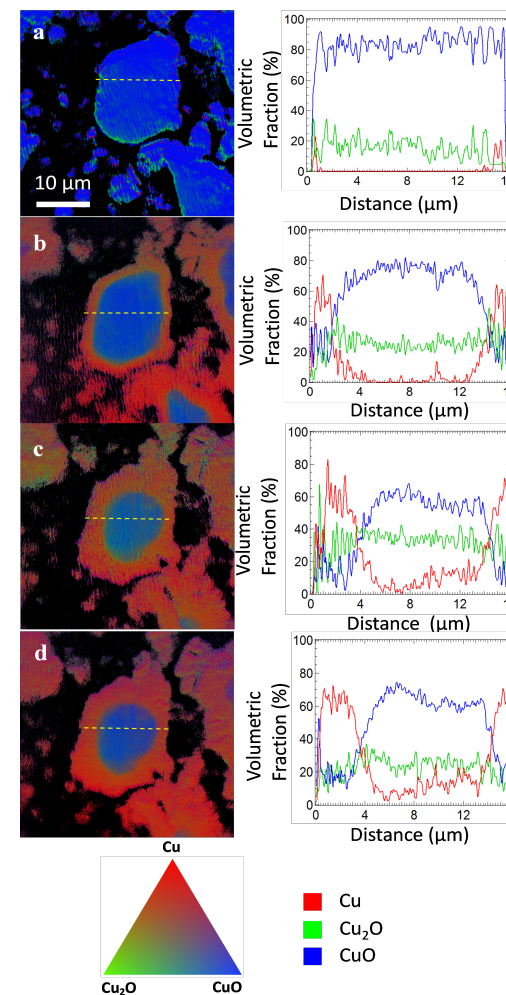 a
10 µm
Volumetric
Fraction (%)
100
80
60
40
20
0
0 4 8 12 16
Distance (µm)
b
Volumetric
Fraction (%)
100
80
60
40
20
0
0 4 8 12
Distance (µm)
c
Volumetric
Fraction (%)
100
80
60
40
20
0
0 4 8 12
Distance (µm)
d
Volumetric
Fraction (%)
100
80
60
40
20
0
0 4 8 12
Distance (µm)
Cu
Cu₂O CuO
Cu
Cu₂O
CuO